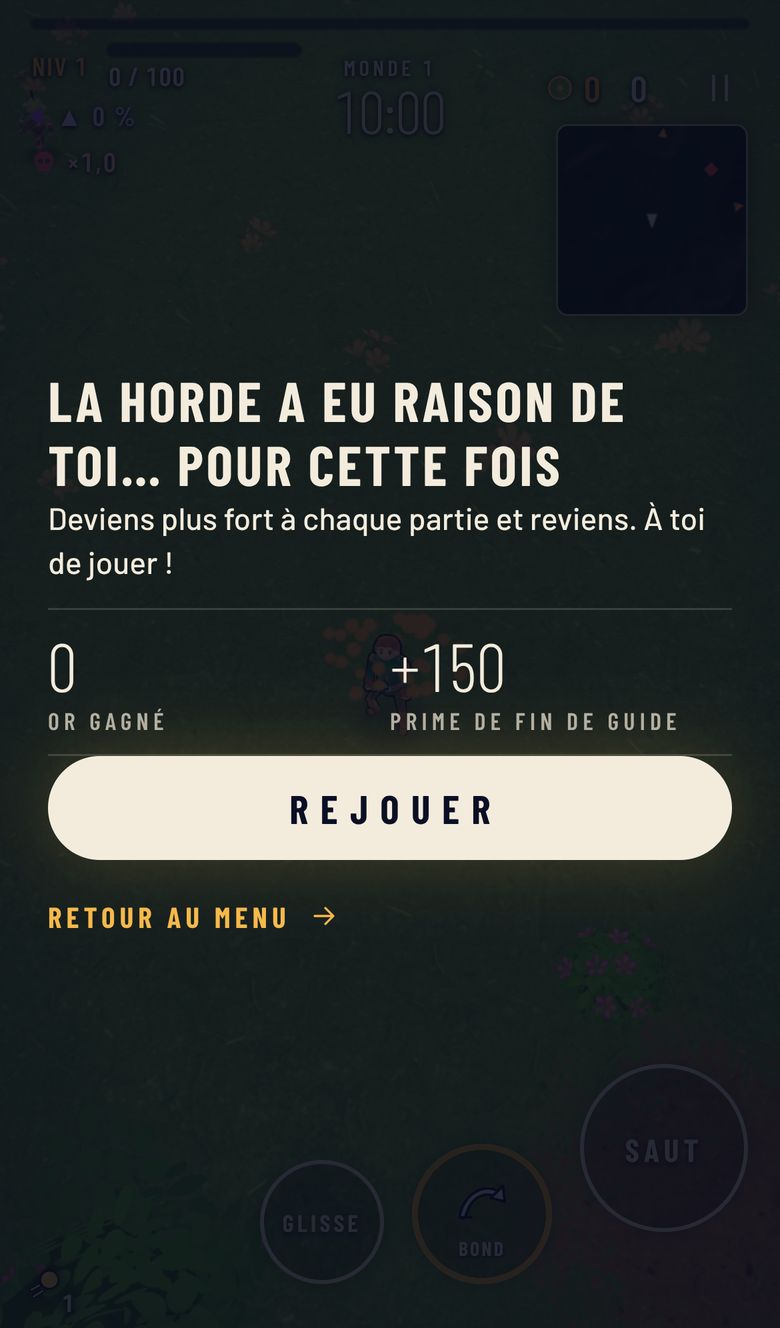 NIV 1
0 / 100
MONDE 1
10:00
0 0
▲ 0 %
×1,0
LA HORDE A EU RAISON DE
TOI... POUR CETTE FOIS
Deviens plus fort à chaque partie et reviens. À toi
de jouer !
0
+150
OR GAGNÉ
PRIME DE FIN DE GUIDE
REJOUER
RETOUR AU MENU →
SAUT
GLISSE
BOND
1